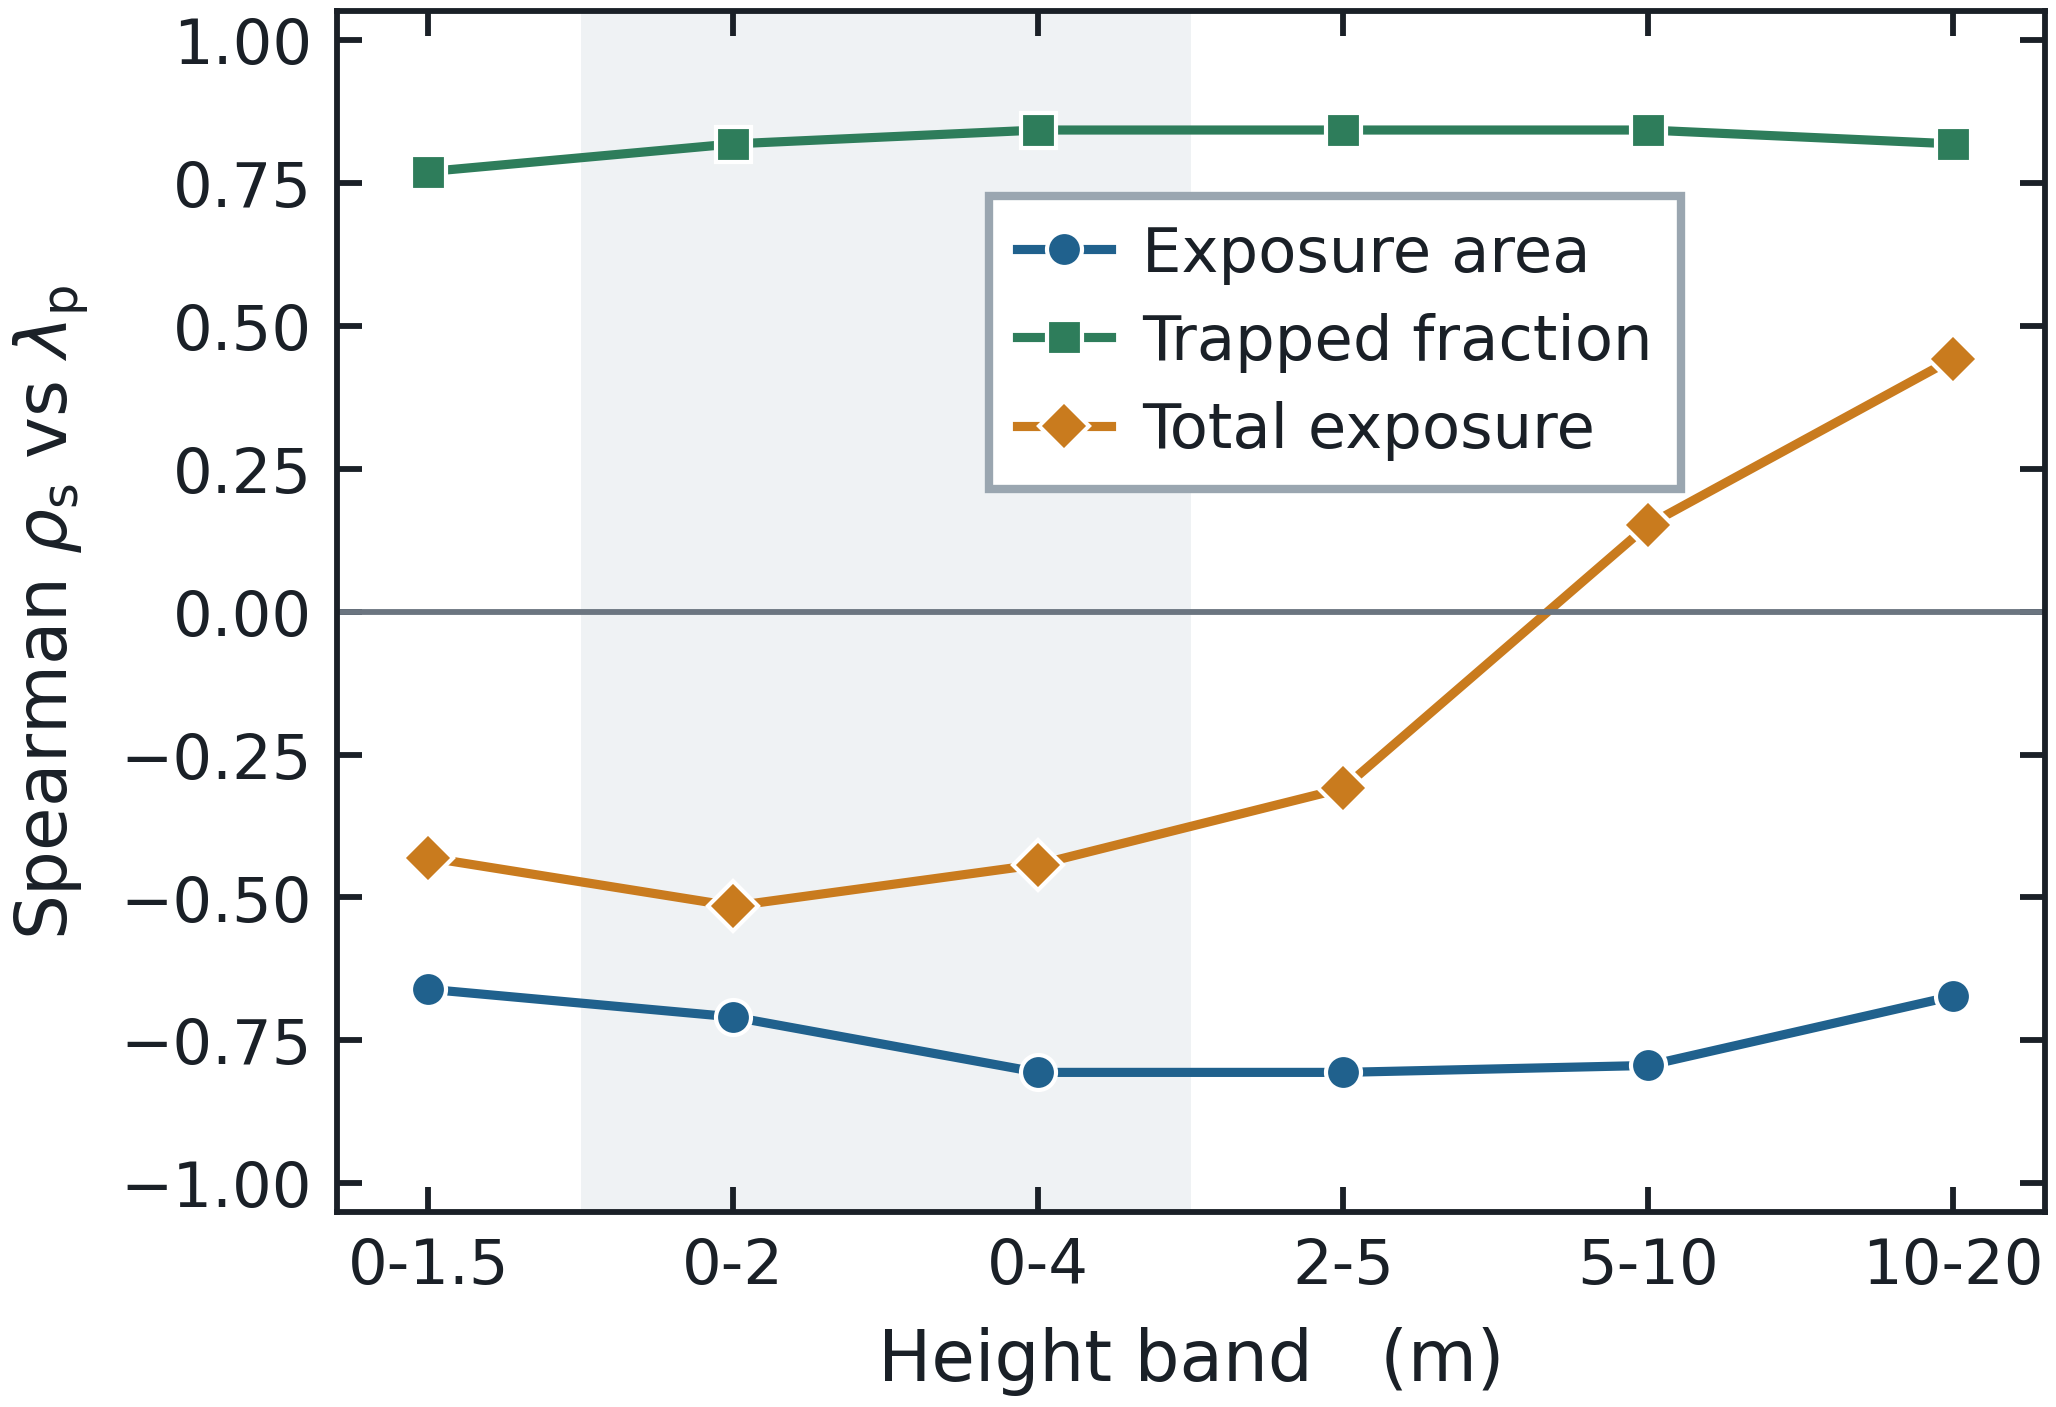 Spearman ρs vs λp
1.00
0.75
0.50
0.25
0.00
−0.25
−0.50
−0.75
−1.00
Exposure area
Trapped fraction
Total exposure
0-1.5 0-2 0-4 2-5 5-10 10-20
Height band (m)